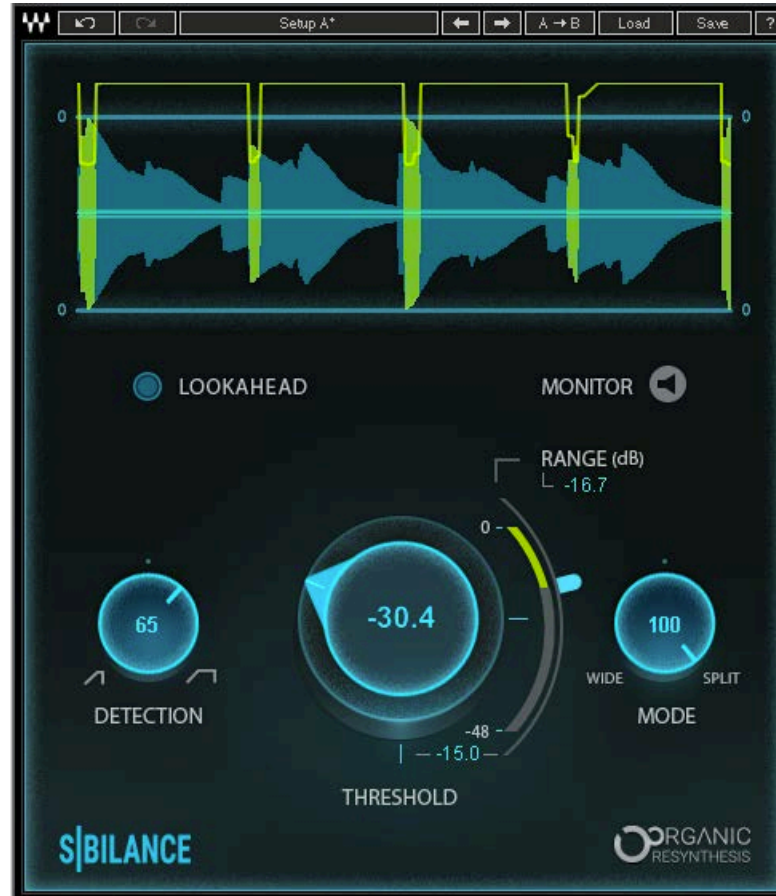 Setup A*
A → B
Load
Save
?
0
0
0
0
LOOKAHEAD
MONITOR
RANGE (dB)
-16.7
0
65
-30.4
100
WIDE
SPLIT
DETECTION
MODE
-48
-15.0
THRESHOLD
S|BILANCE
ORGANIC
RESYNTHESIS